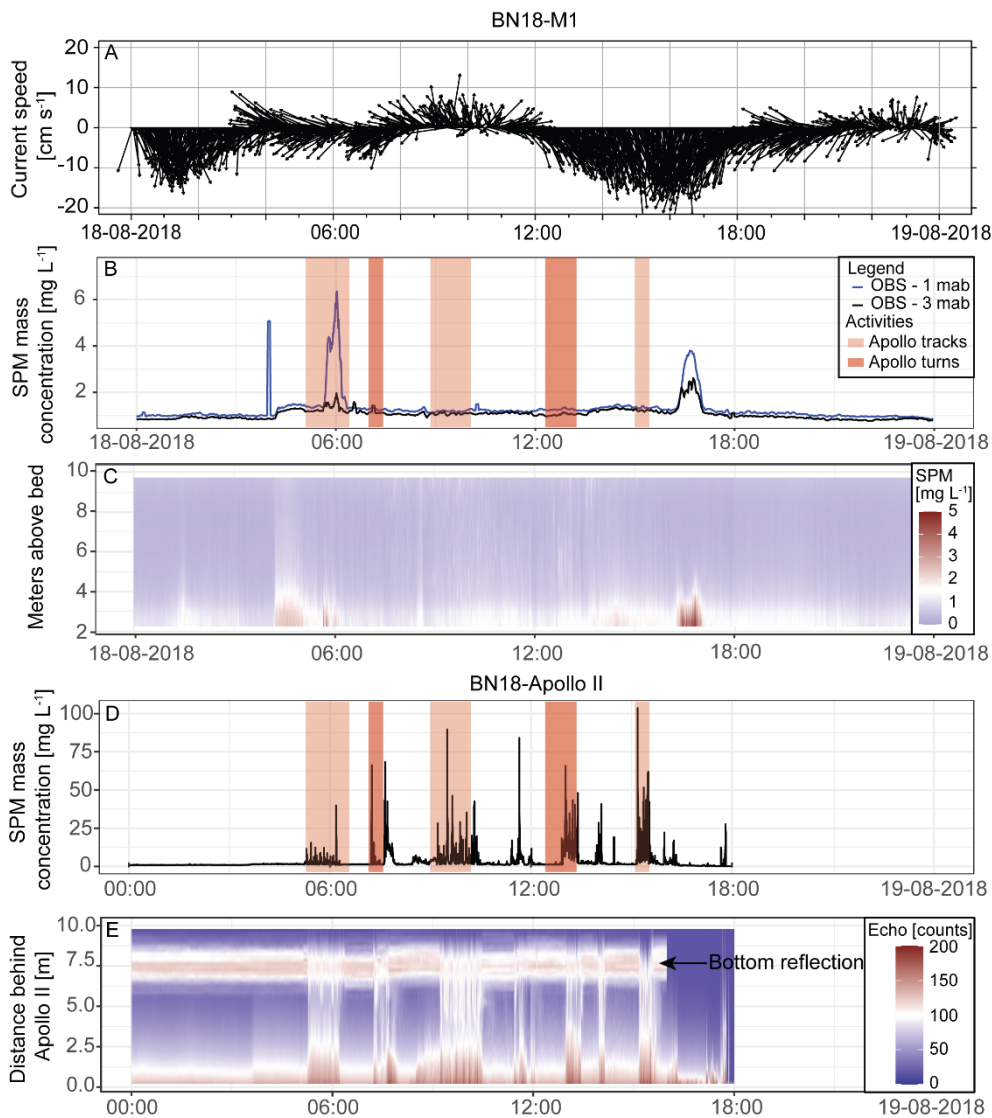 BN18-M1
A
Current speed
[cm s⁻¹]
20
10
0
-10
-20
18-08-2018
06:00
12:00
18:00
19-08-2018
B
SPM mass
concentration [mg L⁻¹]
6
4
2
Legend
OBS - 1 mab
OBS - 3 mab
Activities
Apollo tracks
Apollo turns
18-08-2018
06:00
12:00
18:00
19-08-2018
C
Meters above bed
10
8
6
4
2
SPM
[mg L⁻¹]
5
4
3
2
1
0
18-08-2018
06:00
12:00
18:00
19-08-2018
BN18-Apollo II
D
SPM mass
concentration [mg L⁻¹]
100
75
50
25
0
00:00
06:00
12:00
18:00
19-08-2018
E
Distance behind
Apollo II [m]
10.0
7.5
5.0
2.5
0.0
Bottom reflection
Echo [counts]
200
150
100
50
0
00:00
06:00
12:00
18:00
19-08-2018